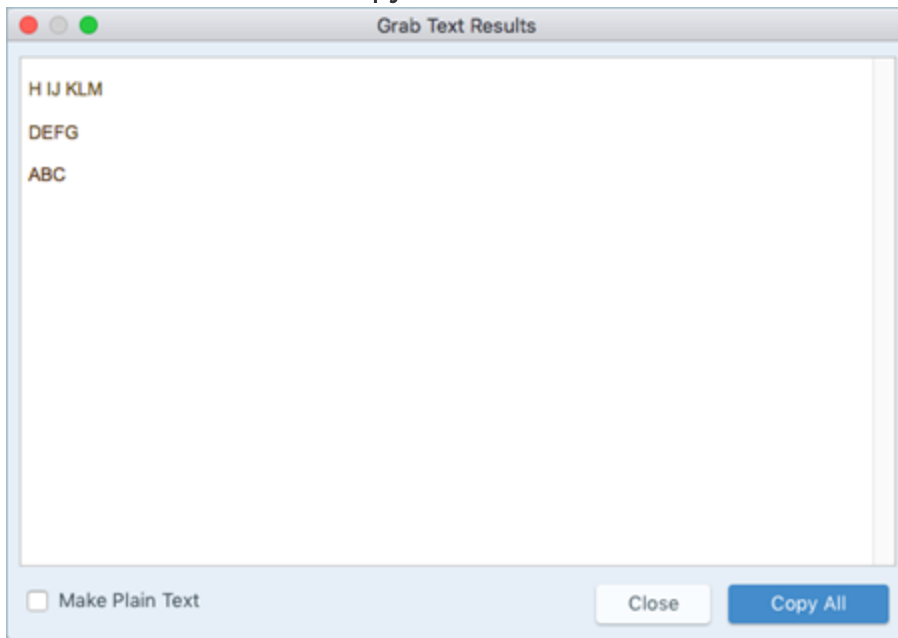 Grab Text Results
H IJ KLM
DEFG
ABC
Make Plain Text
Close
Copy All